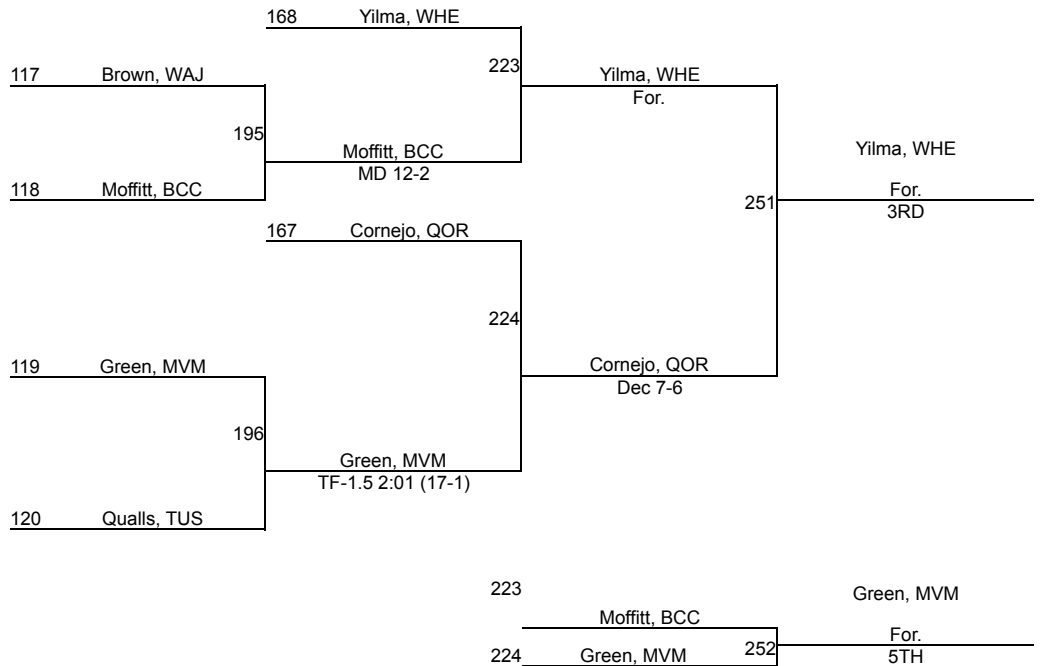 168 Yilma, WHE
117 Brown, WAJ
223
Yilma, WHE
For.
195
Moffitt, BCC
MD 12-2
Yilma, WHE
118 Moffitt, BCC
251
For.
3RD
167 Cornejo, QOR
224
119 Green, MVM
Cornejo, QOR
Dec 7-6
196
Green, MVM
TF-1.5 2:01 (17-1)
120 Qualls, TUS
223
Green, MVM
Moffitt, BCC
For.
252
5TH
224 Green, MVM